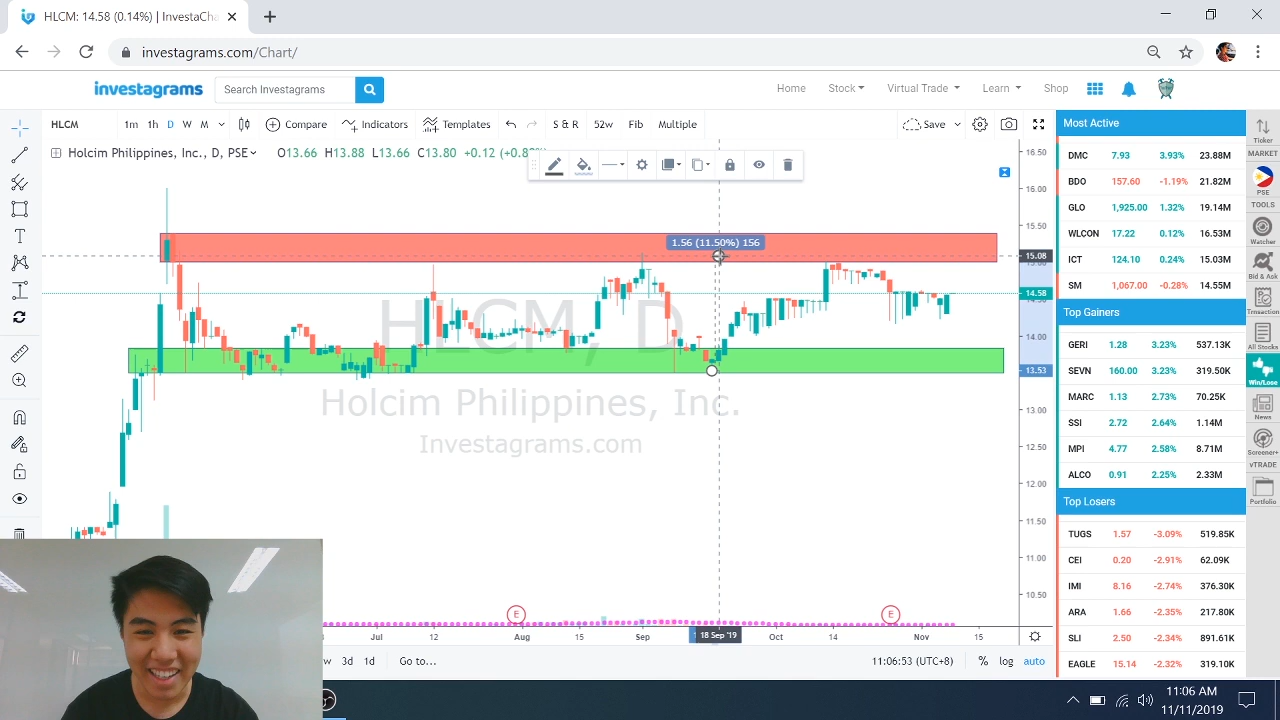 HLCM: 14.58 (0.14%) | InvestaCha
investagrams.com/Chart/
investagrams
Search Investagrams
Home
Stock
Virtual Trade
Learn
Shop
HLCM
1m 1h D W M
Compare
Indicators
Templates
S & R
52w
Fib
Multiple
Save
Holcim Philippines, Inc., D, PSE
O13.66 H13.88 L13.66 C13.80 +0.12
1.56 (11.50%) 156
HLCM, D
Holcim Philippines, Inc.
Investagrams.com
16.50
16.00
15.50
15.08
14.58
14.00
13.53
13.00
12.50
12.00
11.50
11.00
10.50
E
E
Jul
12
Aug
15
Sep
18 Sep '19
Oct
14
Nov
15
3d
1d
Go to...
11:06:53 (UTC+8)
%
log
auto
Most Active
DMC 7.93 3.93% 23.88M
BDO 157.60 -1.19% 21.82M
GLO 1,925.00 1.32% 19.14M
WLCON 17.22 0.12% 16.53M
ICT 124.10 0.24% 15.03M
SM 1,067.00 -0.28% 14.55M
Top Gainers
GERI 1.28 3.23% 537.13K
SEVN 160.00 3.23% 319.50K
MARC 1.13 2.73% 70.25K
SSI 2.72 2.64% 1.14M
MPI 4.77 2.58% 8.71M
ALCO 0.91 2.25% 2.33M
Top Losers
TUGS 1.57 -3.09% 519.85K
CEI 0.20 -2.91% 62.09K
IMI 8.16 -2.74% 376.30K
ARA 1.66 -2.35% 217.80K
SLI 2.50 -2.34% 891.61K
EAGLE 15.14 -2.32% 319.10K
Ticker
MARKET
PSE
TOOLS
Watcher
Bid & Ask
All Stocks
Win/Lose
News
Screener+
vTRADE
Portfolio
11:06 AM
11/11/2019